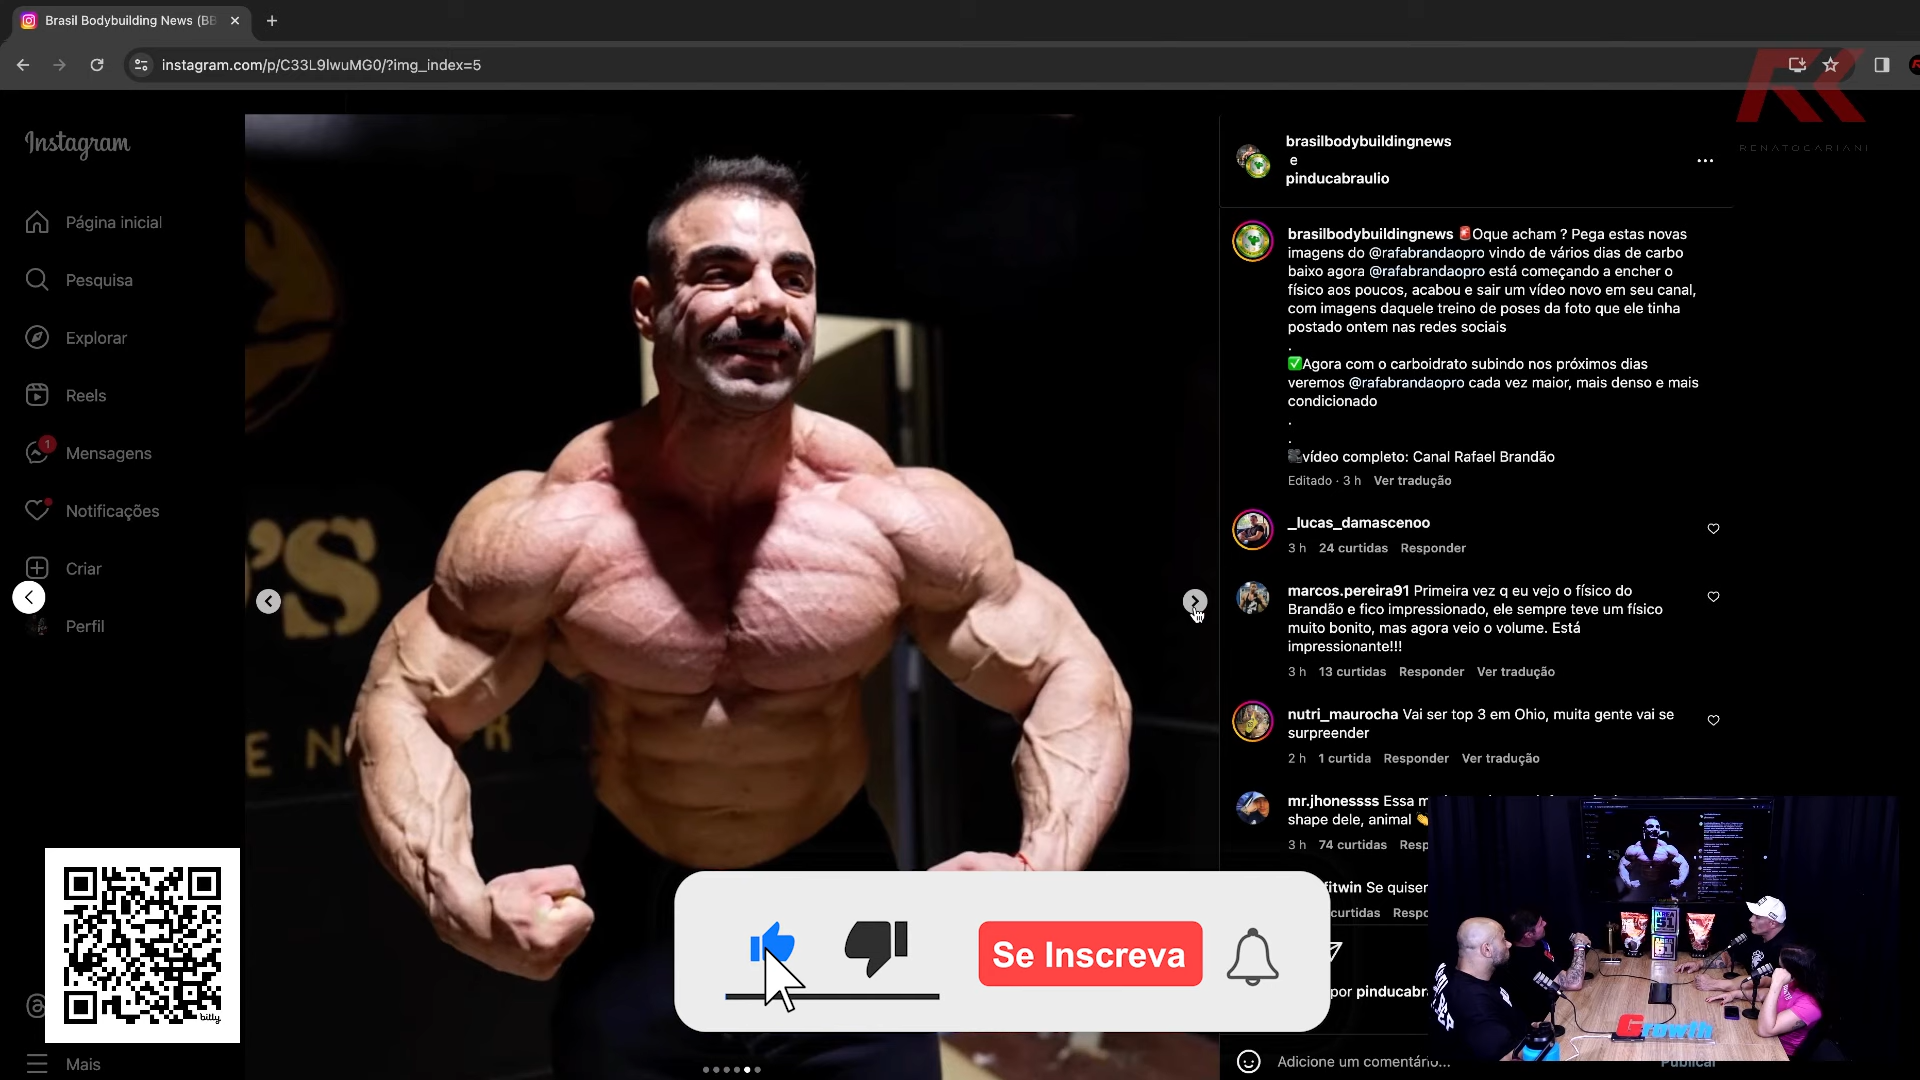 Brasil Bodybuilding News (BB
instagram.com/p/C33L9lwuMG0/?img_index=5
RENATOCARIANI
Instagram
Página inicial
Pesquisa
Explorar
Reels
1
Mensagens
Notificações
Criar
Perfil
Mais
bitly
'S
E N
R
brasilbodybuildingnews
e
pinducabraulio
brasilbodybuildingnews 🚨Oque acham ? Pega estas novas
imagens do @rafabrandaopro vindo de vários dias de carbo
baixo agora @rafabrandaopro está começando a encher o
físico aos poucos, acabou e sair um vídeo novo em seu canal,
com imagens daquele treino de poses da foto que ele tinha
postado ontem nas redes sociais
.
✅Agora com o carboidrato subindo nos próximos dias
veremos @rafabrandaopro cada vez maior, mais denso e mais
condicionado
.
.
🎥vídeo completo: Canal Rafael Brandão
Editado · 3 h Ver tradução
_lucas_damascenoo
3 h 24 curtidas Responder
marcos.pereira91 Primeira vez q eu vejo o físico do
Brandão e fico impressionado, ele sempre teve um físico
muito bonito, mas agora veio o volume. Está
impressionante!!!
3 h 13 curtidas Responder Ver tradução
nutri_maurocha Vai ser top 3 em Ohio, muita gente vai se
surpreender
2 h 1 curtida Responder Ver tradução
mr.jhonessss Essa m
shape dele, animal 👏
3 h 74 curtidas Resp
fitwin Se quiser
curtidas Respo
por pinducabra
Adicione um comentário...
Publicar
Se Inscreva
Growth